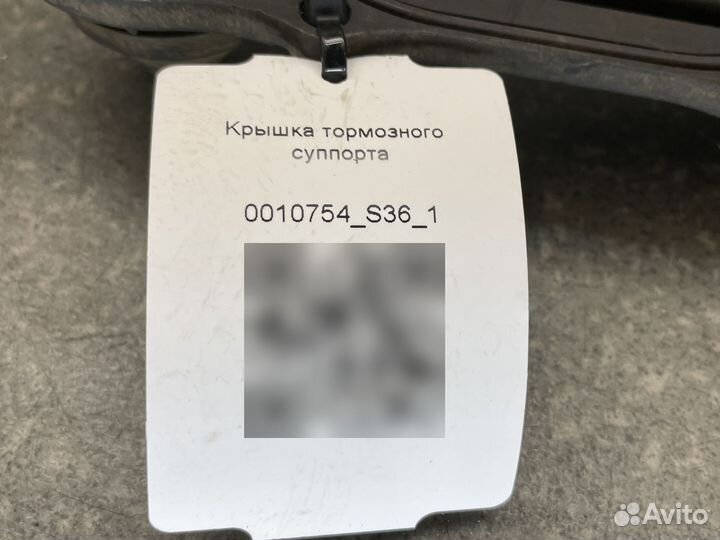 Крышка тормозного
суппорта
0010754_S36_1
Avito